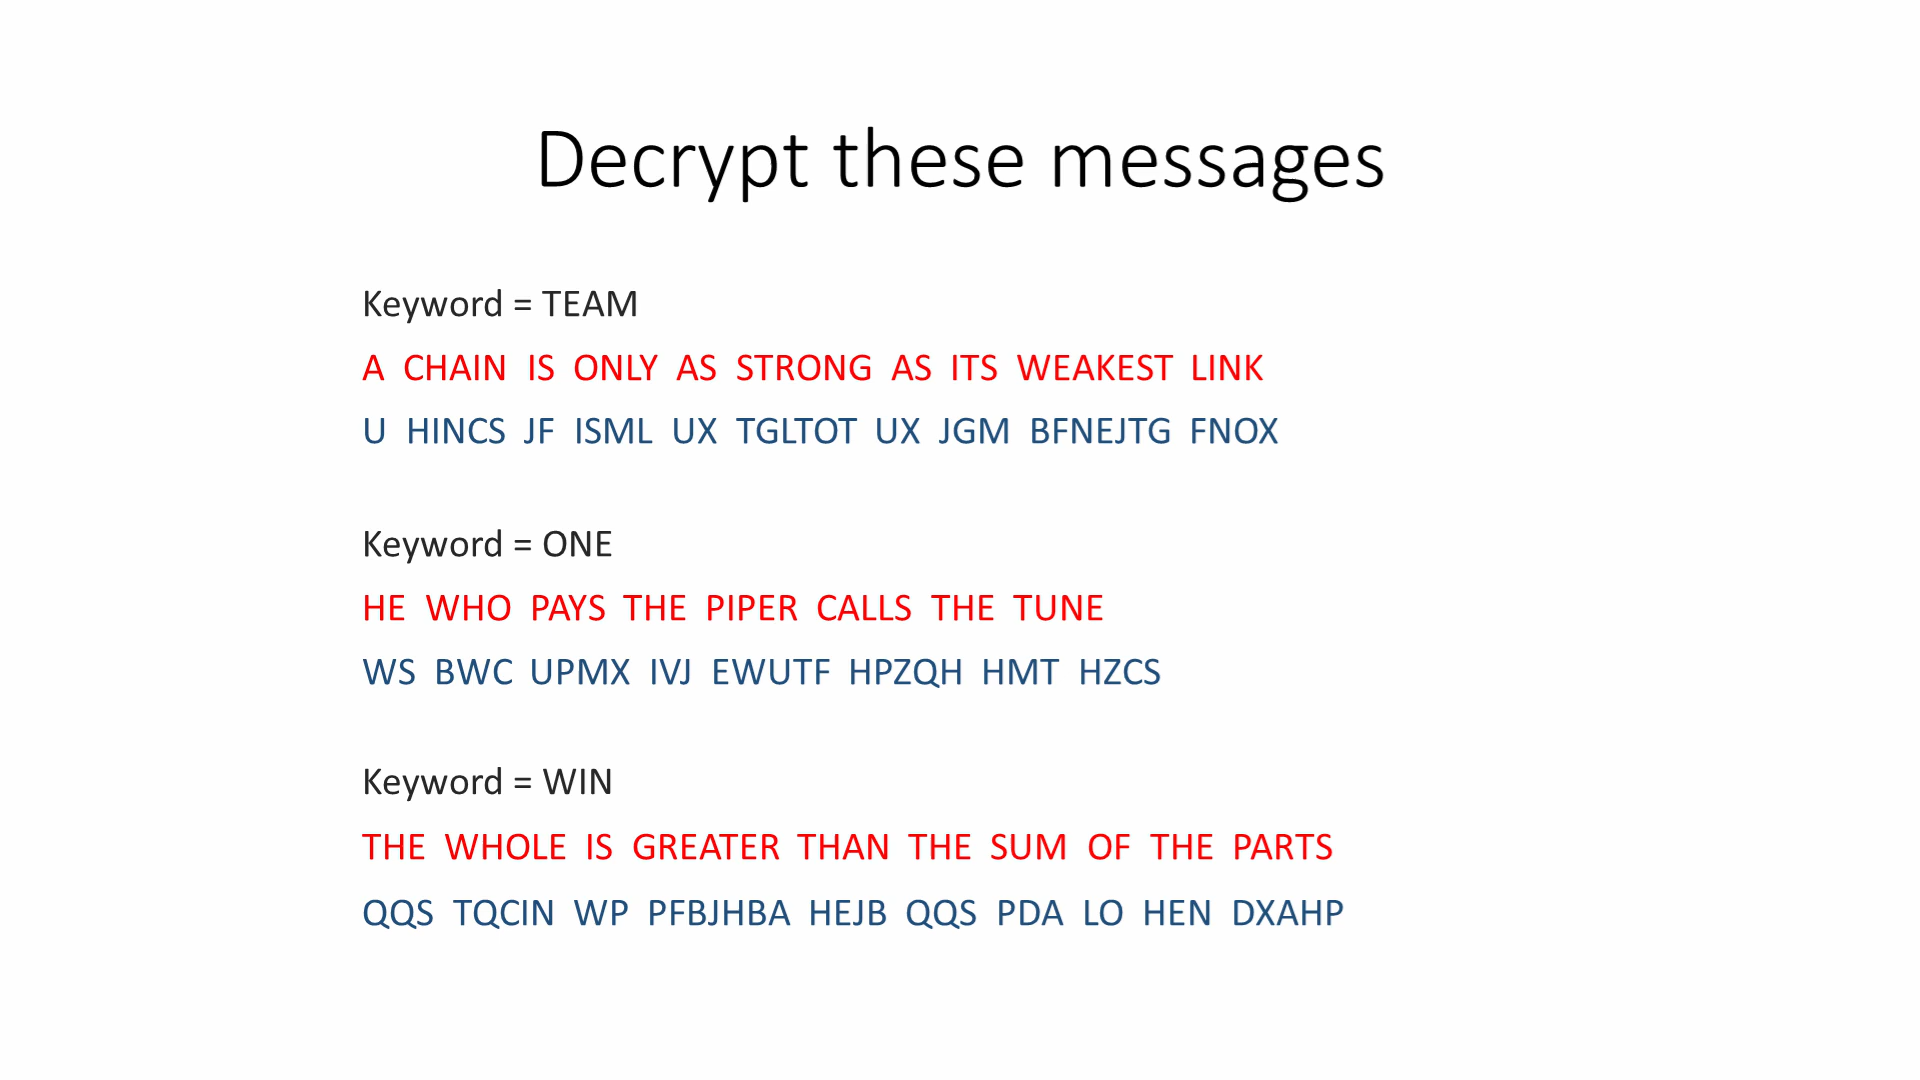 Decrypt these messages
Keyword = TEAM
A CHAIN IS ONLY AS STRONG AS ITS WEAKEST LINK
U HINCS JF ISML UX TGLTOT UX JGM BFNEJTG FNOX
Keyword = ONE
HE WHO PAYS THE PIPER CALLS THE TUNE
WS BWC UPMX IVJ EWUTF HPZQH HMT HZCS
Keyword = WIN
THE WHOLE IS GREATER THAN THE SUM OF THE PARTS
QQS TQCIN WP PFBJHBA HEJB QQS PDA LO HEN DXAHP